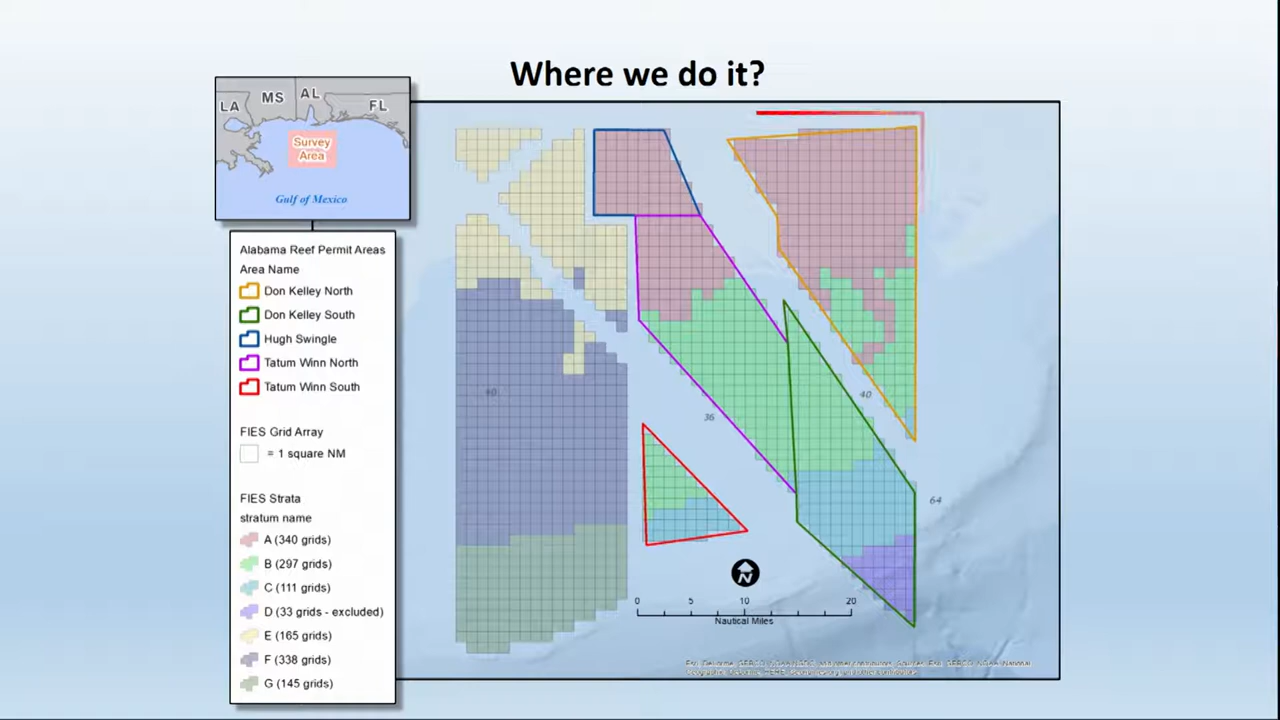 Where we do it?
LA
MS
AL
FL
Survey
Area
Gulf of Mexico
Alabama Reef Permit Areas
Area Name
Don Kelley North
Don Kelley South
Hugh Swingle
Tatum Winn North
Tatum Winn South
FIES Grid Array
= 1 square NM
FIES Strata
stratum name
A (340 grids)
B (297 grids)
C (111 grids)
D (33 grids - excluded)
E (165 grids)
F (338 grids)
G (145 grids)
40
36
40
64
N
0 5 10 20
Nautical Miles